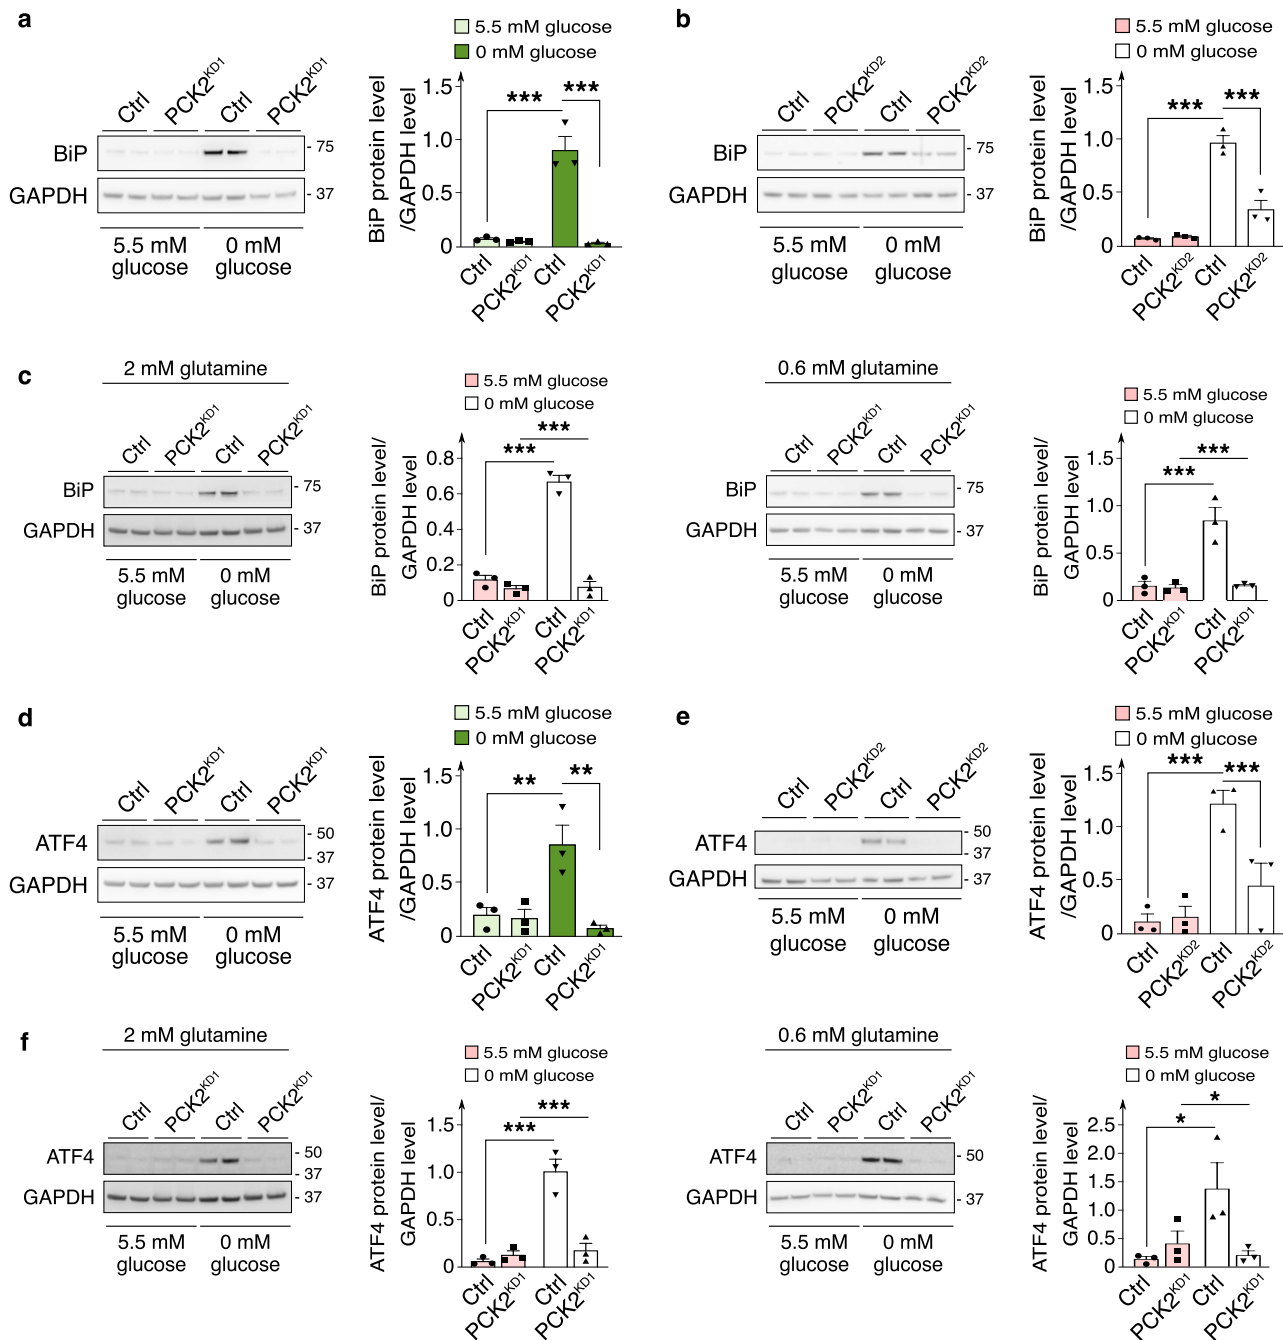 a
5.5 mM glucose
0 mM glucose
Ctrl
PCK2KD1
Ctrl
PCK2KD1
BiP
- 75
GAPDH
- 37
5.5 mM glucose
0 mM glucose
BiP protein level
/GAPDH level
1.5
1.0
0.5
0
***
***
Ctrl
PCK2KD1
Ctrl
PCK2KD1
b
5.5 mM glucose
0 mM glucose
Ctrl
PCK2KD2
Ctrl
PCK2KD2
BiP
- 75
GAPDH
- 37
5.5 mM glucose
0 mM glucose
BiP protein level
/GAPDH level
1.5
1.0
0.5
0
***
***
Ctrl
PCK2KD2
Ctrl
PCK2KD2
c
2 mM glutamine
Ctrl
PCK2KD1
Ctrl
PCK2KD1
BiP
- 75
GAPDH
- 37
5.5 mM glucose
0 mM glucose
5.5 mM glucose
0 mM glucose
BiP protein level/
GAPDH level
0.8
0.6
0.4
0.2
0
***
***
Ctrl
PCK2KD1
Ctrl
PCK2KD1
0.6 mM glutamine
Ctrl
PCK2KD1
Ctrl
PCK2KD1
BiP
- 75
GAPDH
- 37
5.5 mM glucose
0 mM glucose
5.5 mM glucose
0 mM glucose
BiP protein level/
GAPDH level
1.5
1.0
0.5
0
***
***
Ctrl
PCK2KD1
Ctrl
PCK2KD1
d
5.5 mM glucose
0 mM glucose
Ctrl
PCK2KD1
Ctrl
PCK2KD1
ATF4
- 50
- 37
GAPDH
- 37
5.5 mM glucose
0 mM glucose
ATF4 protein level
/GAPDH level
1.5
1.0
0.5
0
**
**
Ctrl
PCK2KD1
Ctrl
PCK2KD1
e
5.5 mM glucose
0 mM glucose
Ctrl
PCK2KD2
Ctrl
PCK2KD2
ATF4
- 50
- 37
GAPDH
- 37
5.5 mM glucose
0 mM glucose
ATF4 protein level
/GAPDH level
1.5
1.0
0.5
0
***
***
Ctrl
PCK2KD2
Ctrl
PCK2KD2
f
2 mM glutamine
Ctrl
PCK2KD1
Ctrl
PCK2KD1
ATF4
- 50
- 37
GAPDH
- 37
5.5 mM glucose
0 mM glucose
5.5 mM glucose
0 mM glucose
ATF4 protein level/
GAPDH level
1.5
1.0
0.5
0
***
***
Ctrl
PCK2KD1
Ctrl
PCK2KD1
0.6 mM glutamine
Ctrl
PCK2KD1
Ctrl
PCK2KD1
ATF4
- 50
GAPDH
- 37
5.5 mM glucose
0 mM glucose
5.5 mM glucose
0 mM glucose
ATF4 protein level/
GAPDH level
2.5
2.0
1.5
1.0
0.5
0
*
*
Ctrl
PCK2KD1
Ctrl
PCK2KD1